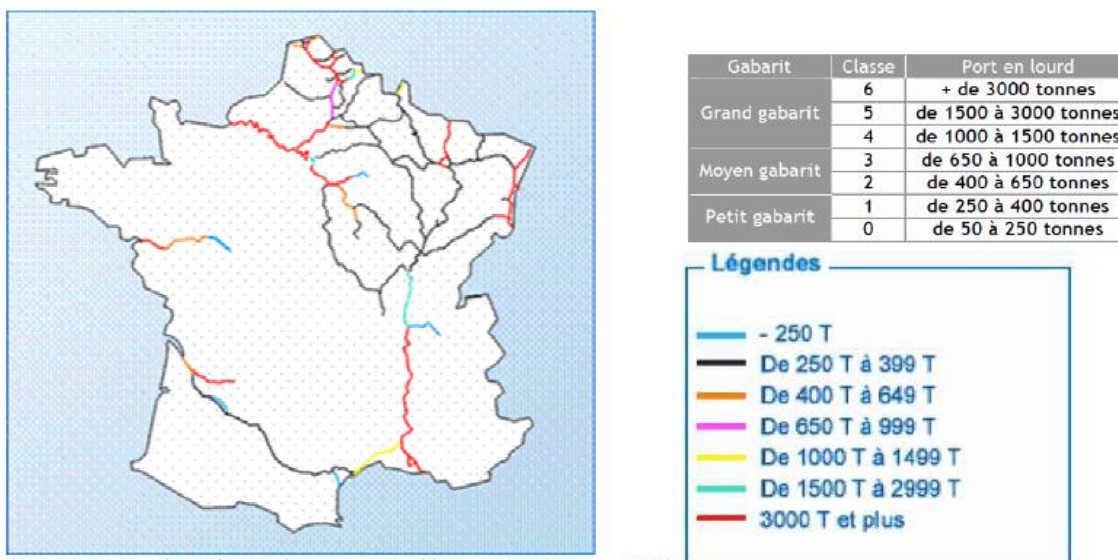 Gabarit Classe Port en lourd
Grand gabarit
6 + de 3000 tonnes
5 de 1500 à 3000 tonnes
4 de 1000 à 1500 tonnes
Moyen gabarit
3 de 650 à 1000 tonnes
2 de 400 à 650 tonnes
Petit gabarit
1 de 250 à 400 tonnes
0 de 50 à 250 tonnes
Légendes
- 250 T
De 250 T à 399 T
De 400 T à 649 T
De 650 T à 999 T
De 1000 T à 1499 T
De 1500 T à 2999 T
3000 T et plus